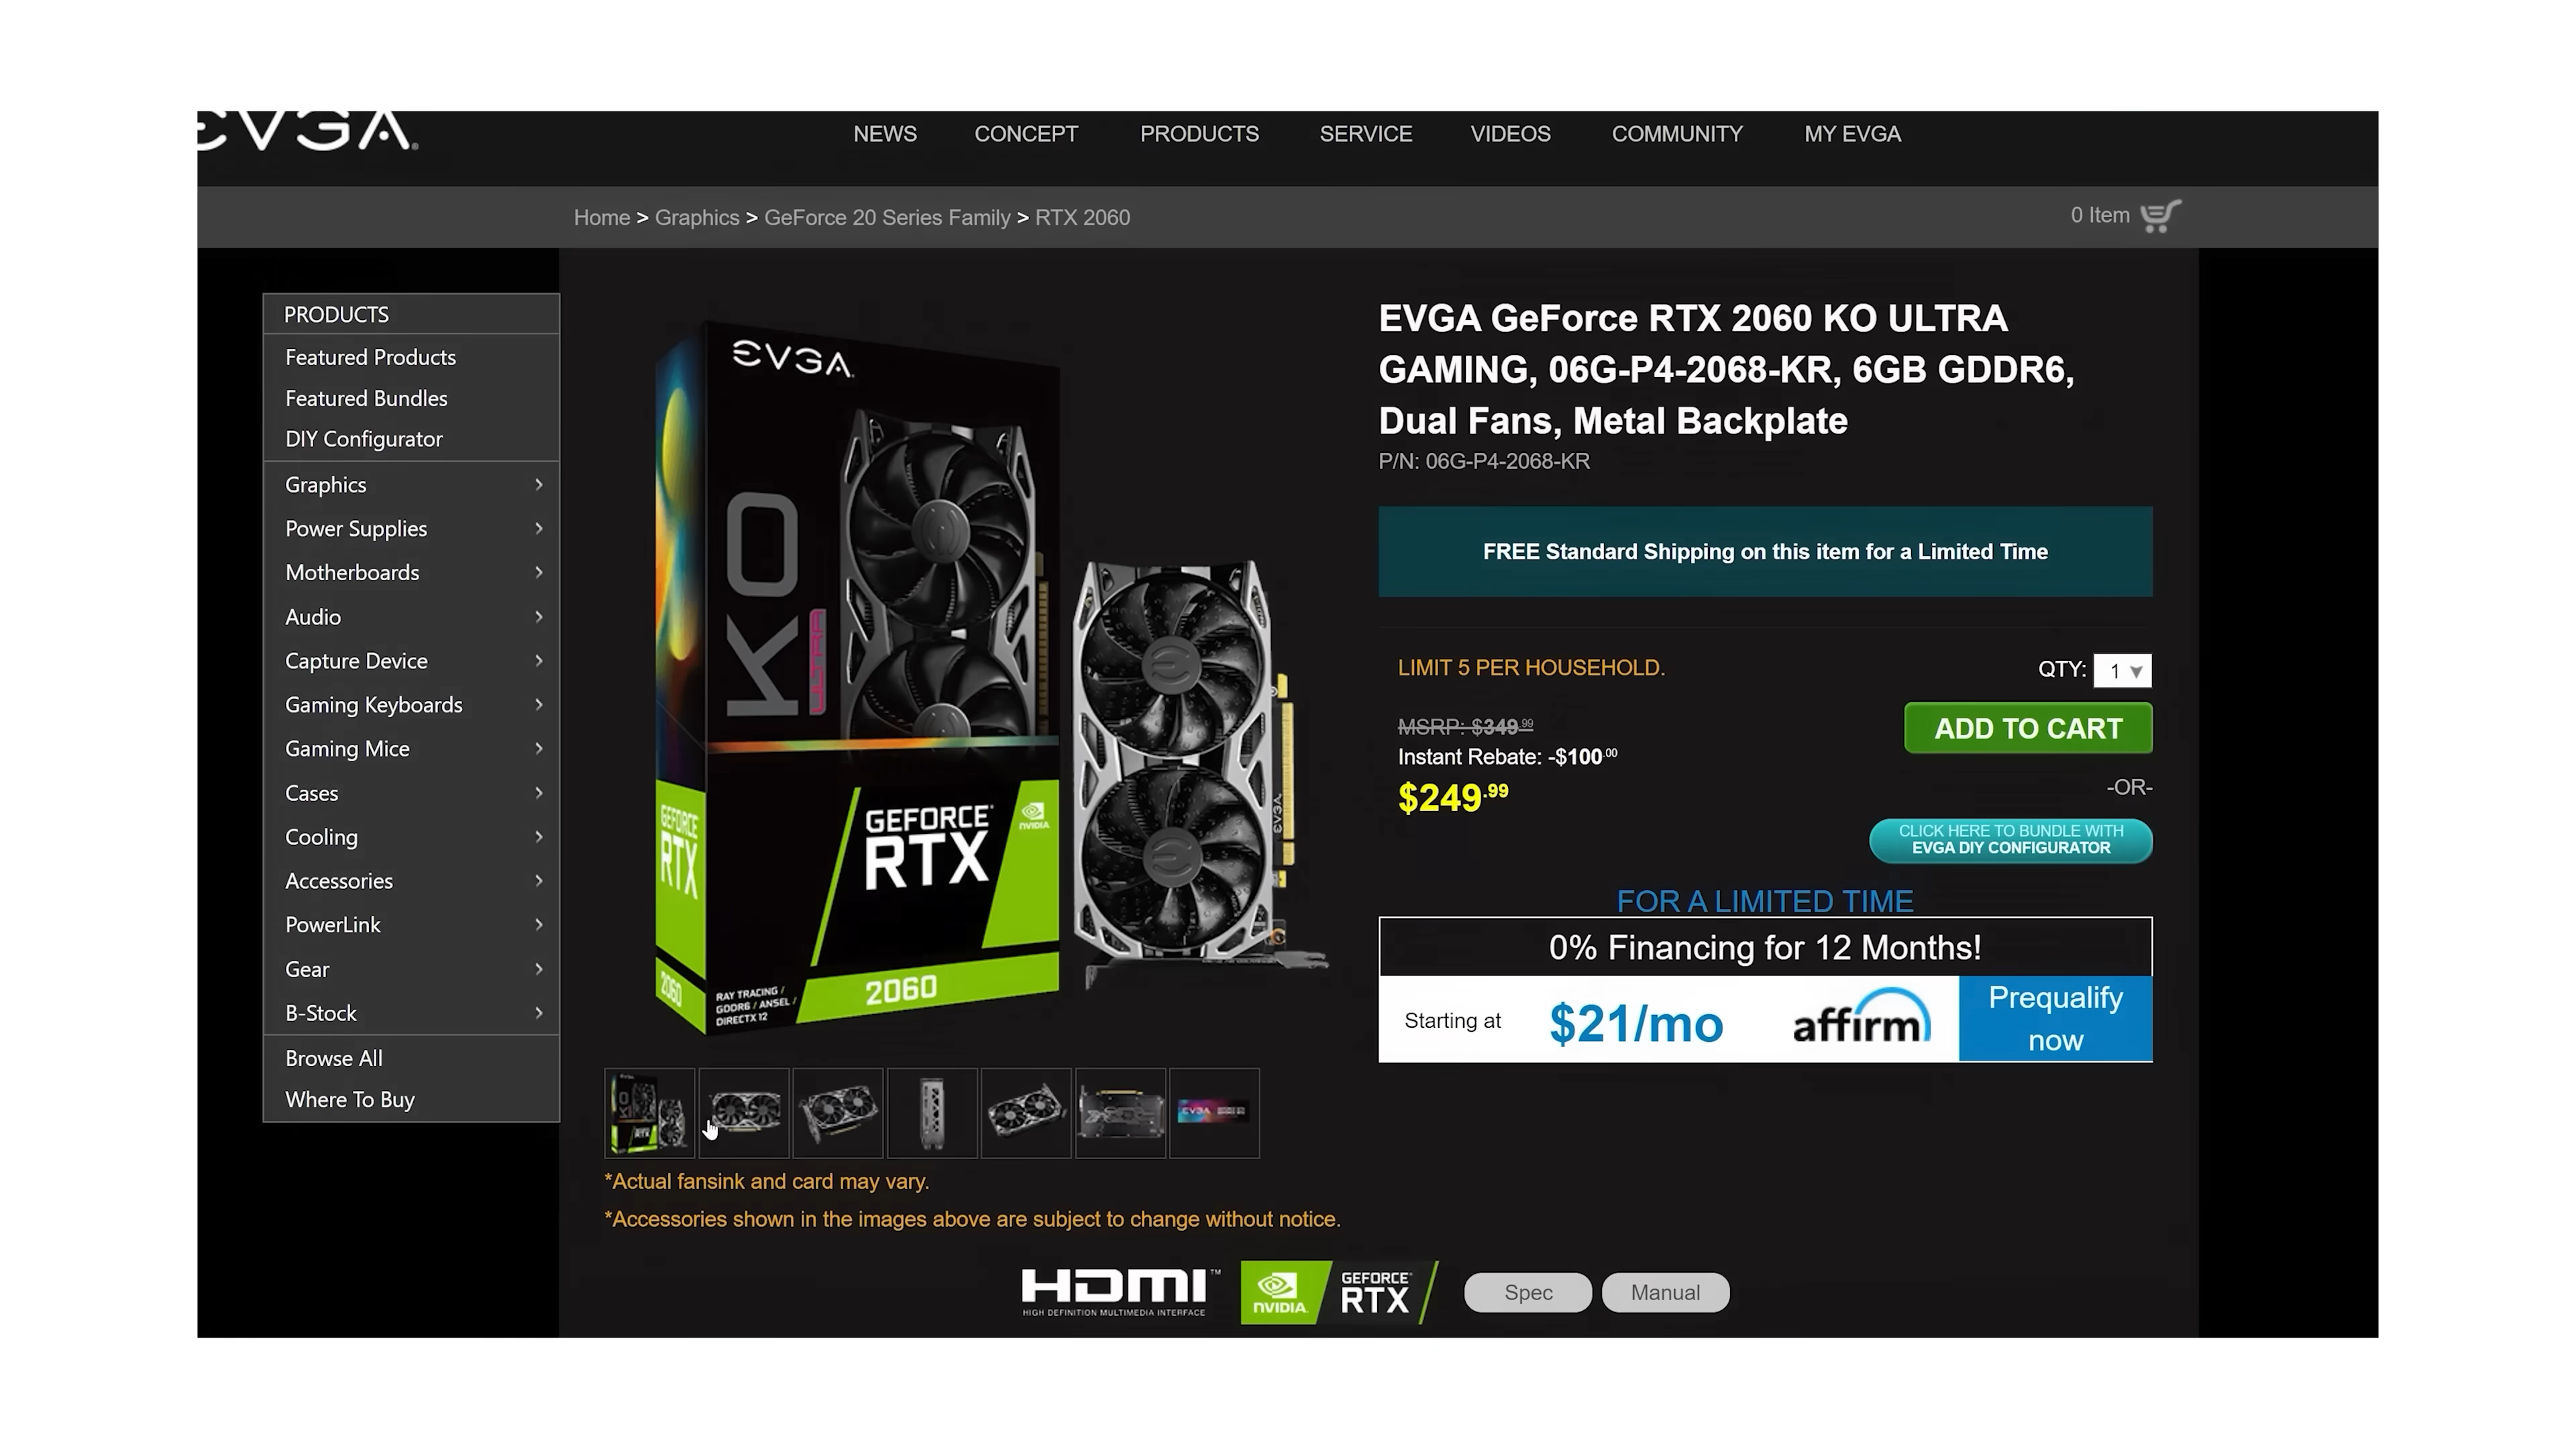 EVGA
NEWS CONCEPT PRODUCTS SERVICE VIDEOS COMMUNITY MY EVGA
Home > Graphics > GeForce 20 Series Family > RTX 2060
0 Item
PRODUCTS
Featured Products
Featured Bundles
DIY Configurator
Graphics
Power Supplies
Motherboards
Audio
Capture Device
Gaming Keyboards
Gaming Mice
Cases
Cooling
Accessories
PowerLink
Gear
B-Stock
Browse All
Where To Buy
EVGA
KO
ULTRA
GEFORCE
RTX
NVIDIA
2060
RAY TRACING /
GDDR6 / ANSEL /
DIRECTX 12
GEFORCE
RTX
2060
EVGA
EVGA GeForce RTX 2060 KO ULTRA
GAMING, 06G-P4-2068-KR, 6GB GDDR6,
Dual Fans, Metal Backplate
P/N: 06G-P4-2068-KR
FREE Standard Shipping on this item for a Limited Time
LIMIT 5 PER HOUSEHOLD.
QTY: 1
MSRP: $349.99
Instant Rebate: -$100.00
$249.99
ADD TO CART
-OR-
CLICK HERE TO BUNDLE WITH
EVGA DIY CONFIGURATOR
FOR A LIMITED TIME
0% Financing for 12 Months!
Starting at $21/mo affirm
Prequalify
now
*Actual fansink and card may vary.
*Accessories shown in the images above are subject to change without notice.
HDMI™
HIGH DEFINITION MULTIMEDIA INTERFACE
NVIDIA
GEFORCE
RTX
Spec
Manual